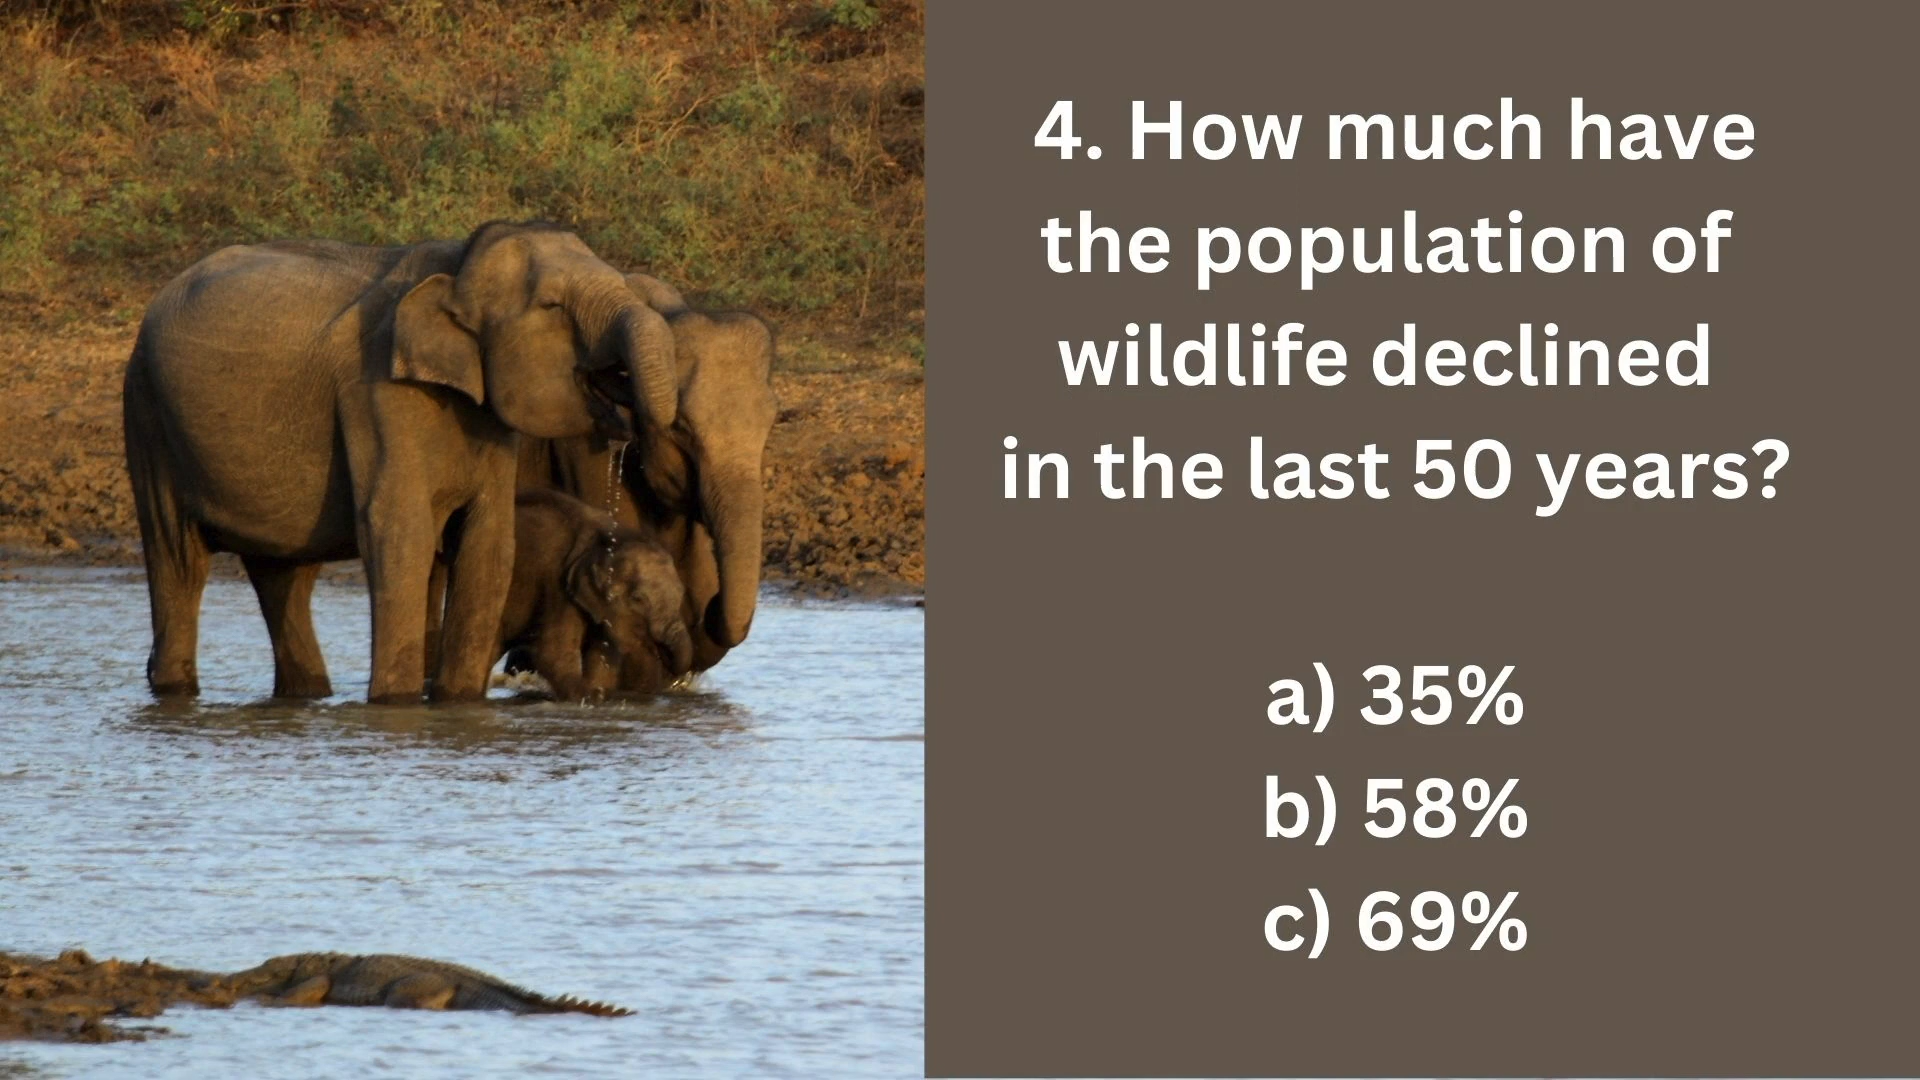 4. How much have
the population of
wildlife declined
in the last 50 years?
a) 35%
b) 58%
c) 69%